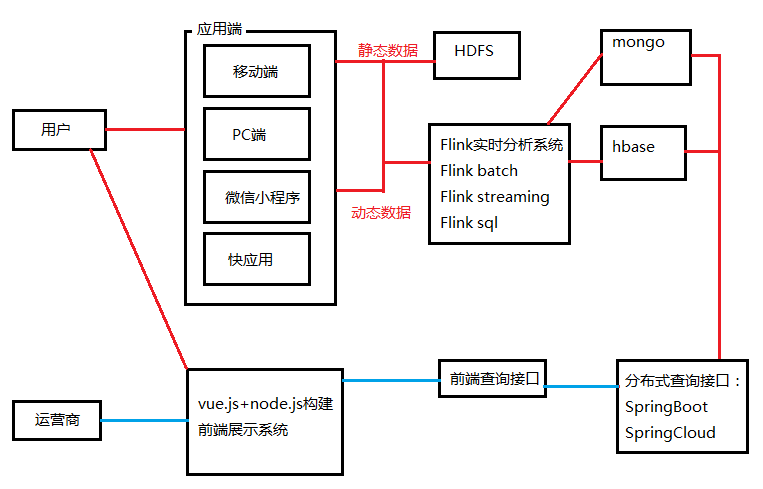 应用端
移动端
PC端
微信小程序
快应用
用户
静态数据
动态数据
HDFS
Flink实时分析系统
Flink batch
Flink streaming
Flink sql
mongo
hbase
运营商
vue.js+node.js构建
前端展示系统
前端查询接口
分布式查询接口：
SpringBoot
SpringCloud